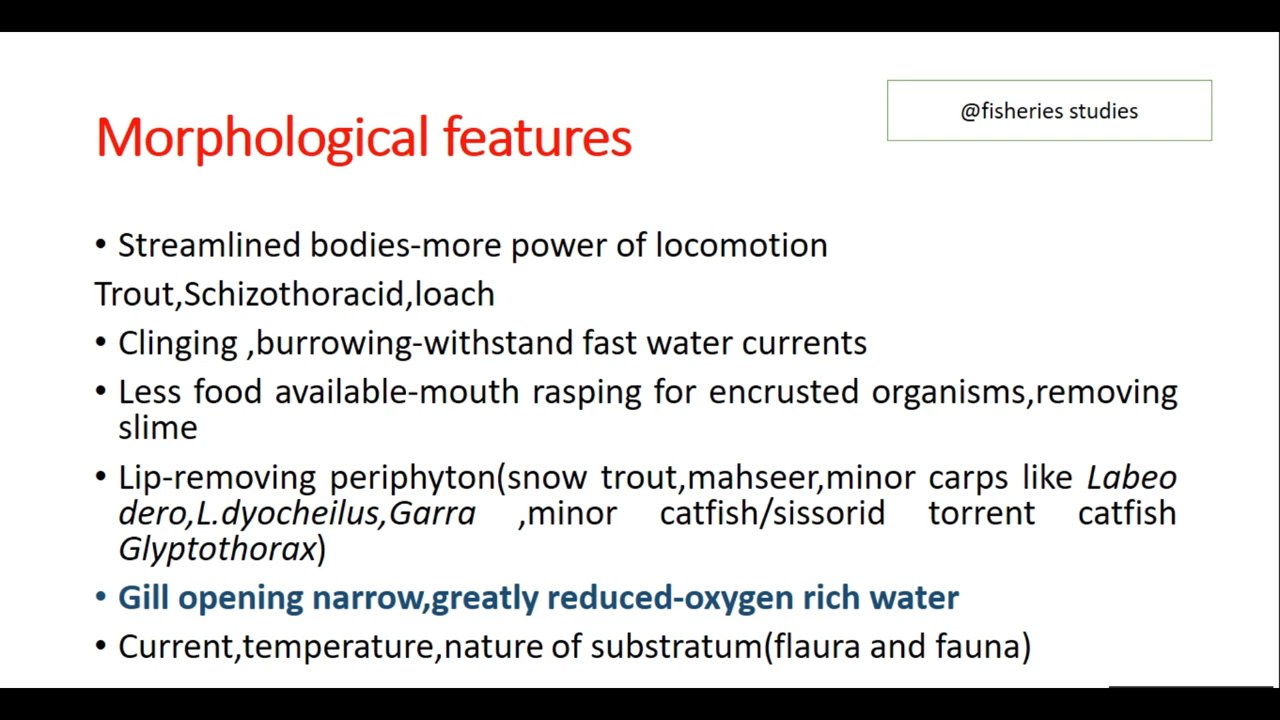 @fisheries studies
Morphological features
• Streamlined bodies-more power of locomotion
Trout,Schizothoracid,loach
• Clinging ,burrowing-withstand fast water currents
• Less food available-mouth rasping for encrusted organisms,removing
slime
• Lip-removing periphyton(snow trout,mahseer,minor carps like Labeo
dero,L.dyocheilus,Garra ,minor catfish/sissorid torrent catfish
Glyptothorax)
• Gill opening narrow,greatly reduced-oxygen rich water
• Current,temperature,nature of substratum(flaura and fauna)